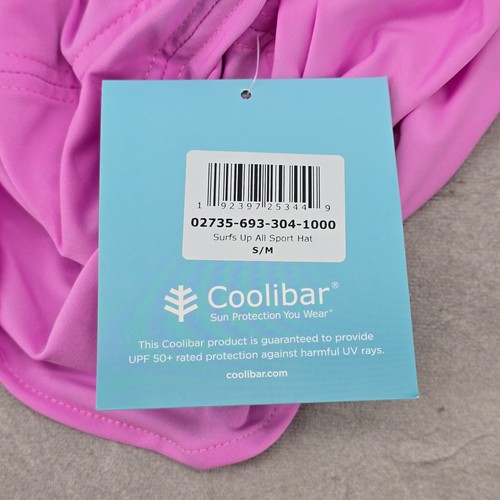 1 92397 25344 9
02735-693-304-1000
Surfs Up All Sport Hat
S/M
Coolibar®
Sun Protection You Wear™
This Coolibar product is guaranteed to provide
UPF 50+ rated protection against harmful UV rays.
coolibar.com